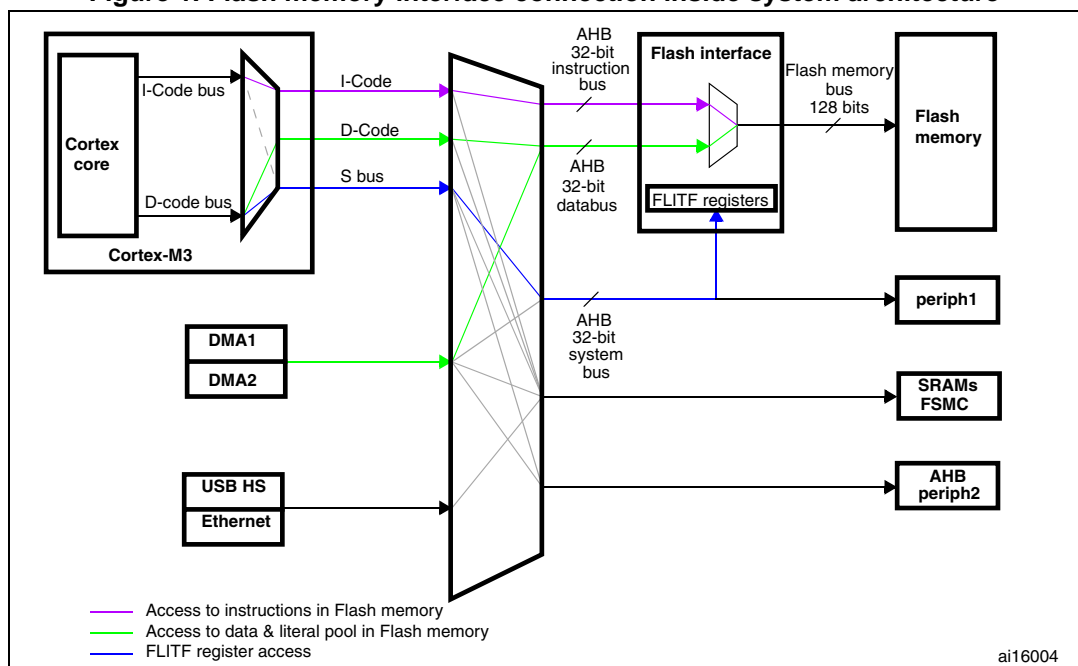 Figure 1. Flash memory interface connection inside system architecture
Cortex
core
I-Code bus
D-code bus
Cortex-M3
I-Code
D-Code
S bus
AHB
32-bit
instruction
bus
AHB
32-bit
databus
AHB
32-bit
system
bus
Flash interface
FLITF registers
Flash memory
bus
128 bits
Flash
memory
periph1
SRAMs
FSMC
AHB
periph2
DMA1
DMA2
USB HS
Ethernet
Access to instructions in Flash memory
Access to data & literal pool in Flash memory
FLITF register access
ai16004